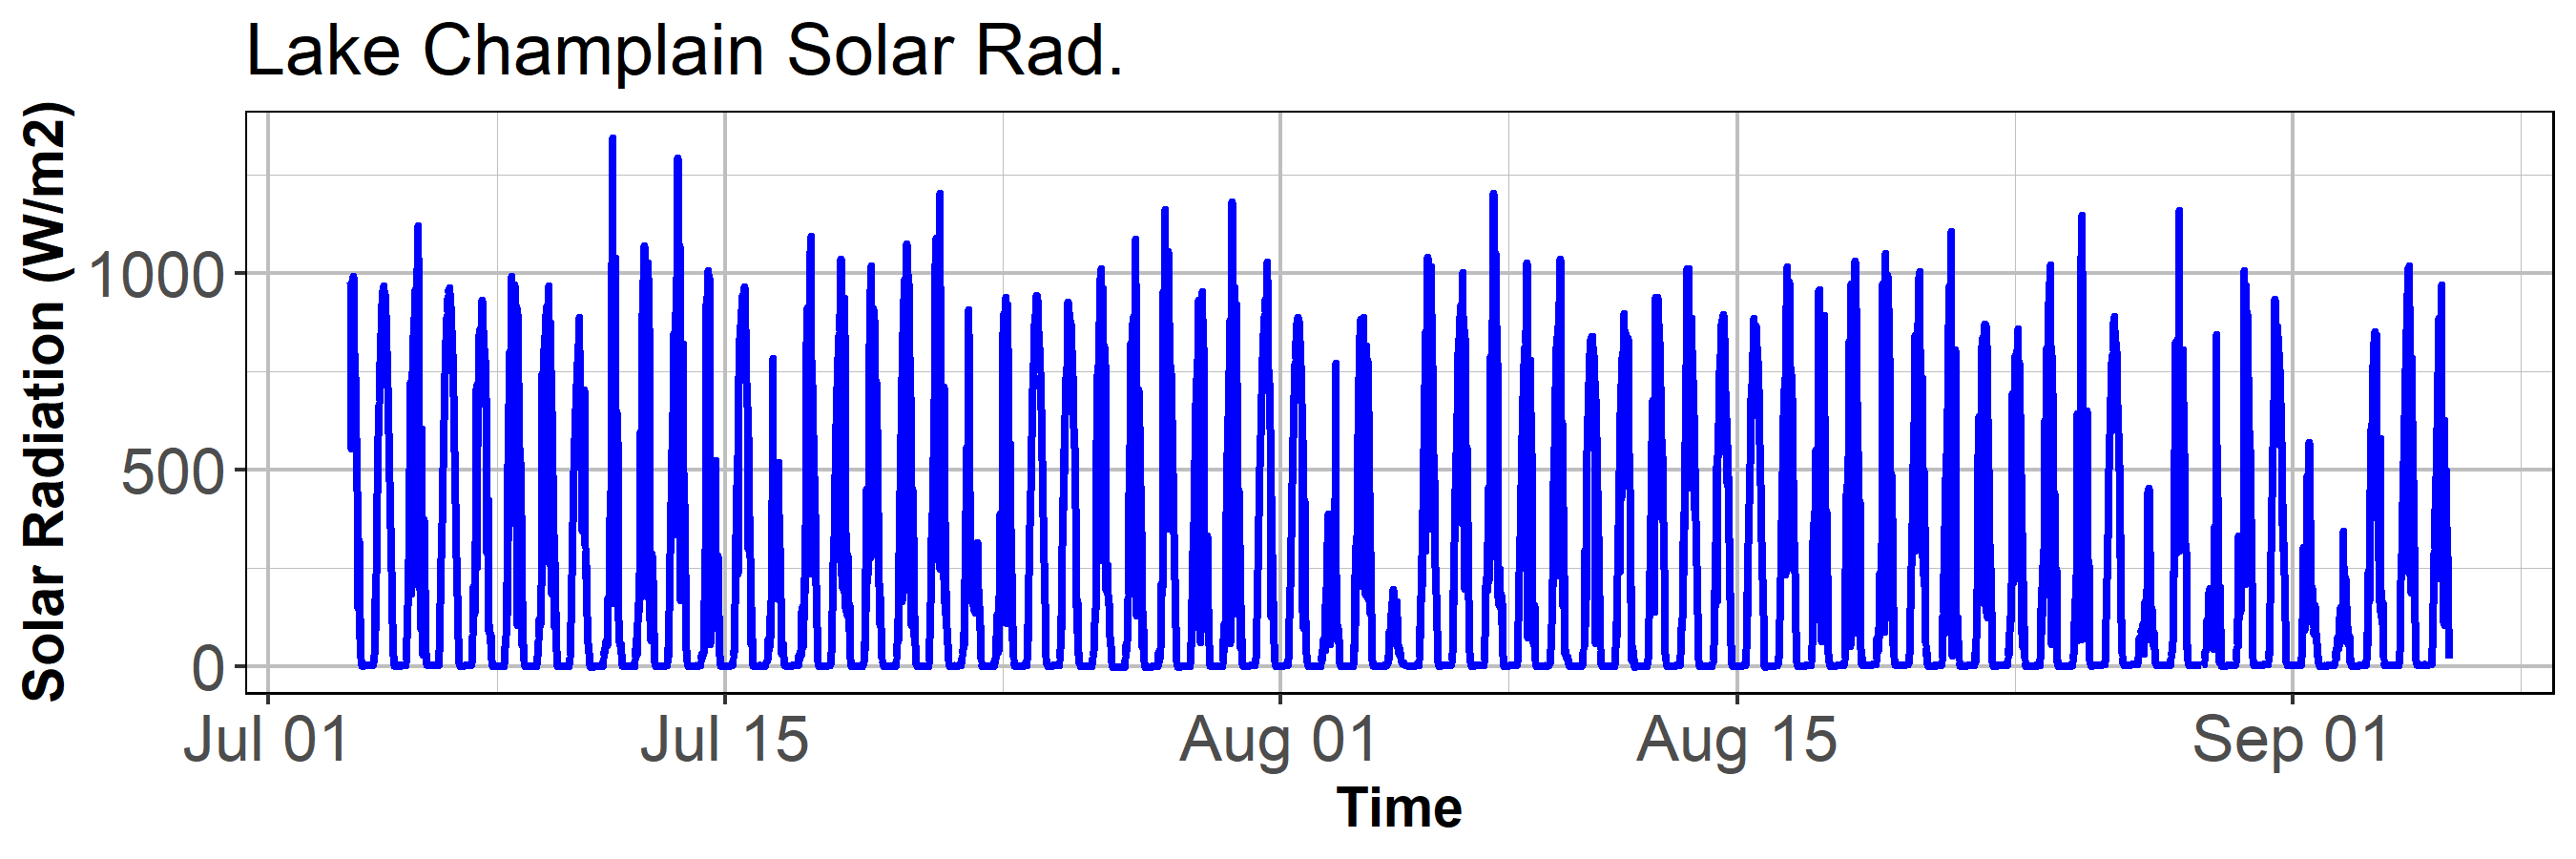 Lake Champlain Solar Rad.
Solar Radiation (W/m2)
1000
500
0
Jul 01
Jul 15
Aug 01
Aug 15
Sep 01
Time